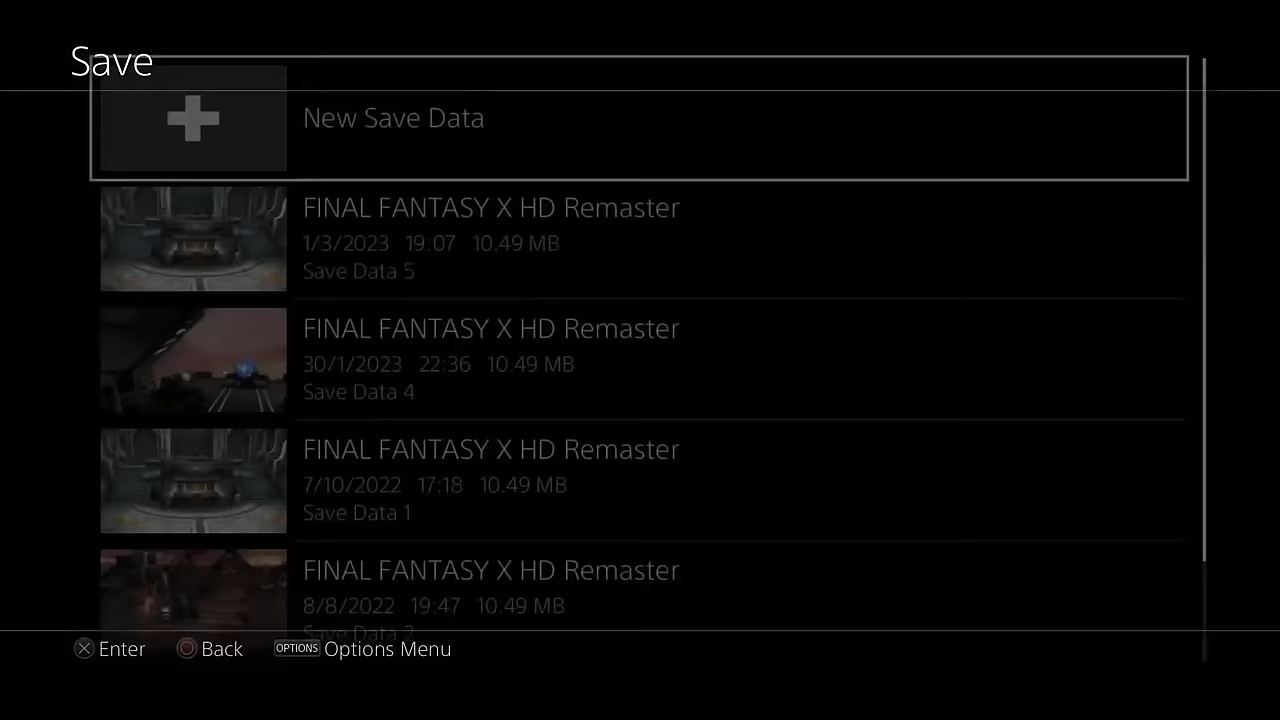 Save
New Save Data
FINAL FANTASY X HD Remaster
1/3/2023 19:07 10.49 MB
Save Data 5
FINAL FANTASY X HD Remaster
30/1/2023 22:36 10.49 MB
Save Data 4
FINAL FANTASY X HD Remaster
7/10/2022 17:18 10.49 MB
Save Data 1
FINAL FANTASY X HD Remaster
8/8/2022 19:47 10.49 MB
Save Data 2
Enter Back OPTIONS Options Menu